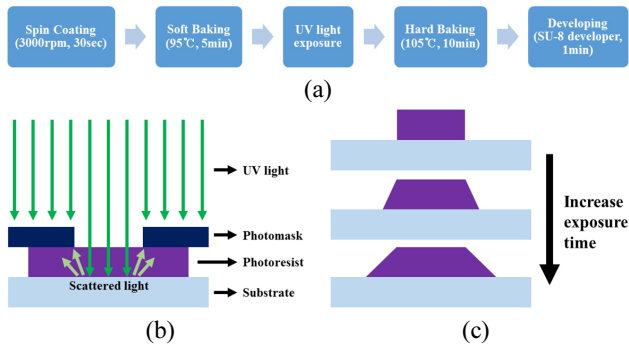 Spin Coating
(3000rpm, 30sec)
Soft Baking
(95℃, 5min)
UV light
exposure
Hard Baking
(105℃, 10min)
Developing
(SU-8 developer,
1min)
(a)
UV light
Photomask
Photoresist
Scattered light
Substrate
(b)
Increase
exposure
time
(c)